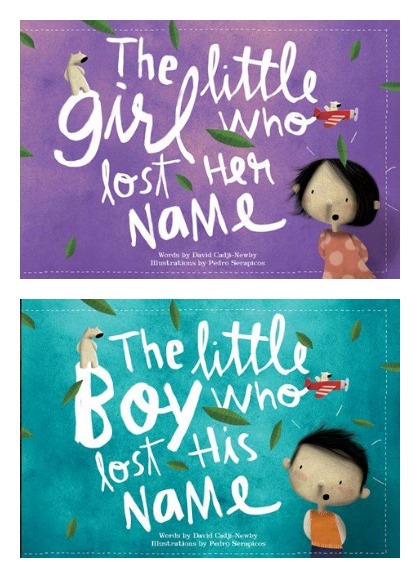 The little
girl who
lost Her
NAMe
Words by David Cadji-Newby
Illustrations by Pedro Serapicos
The little
Boy who
lost His
NAMe
Words by David Cadji-Newby
Illustrations by Pedro Serapicos